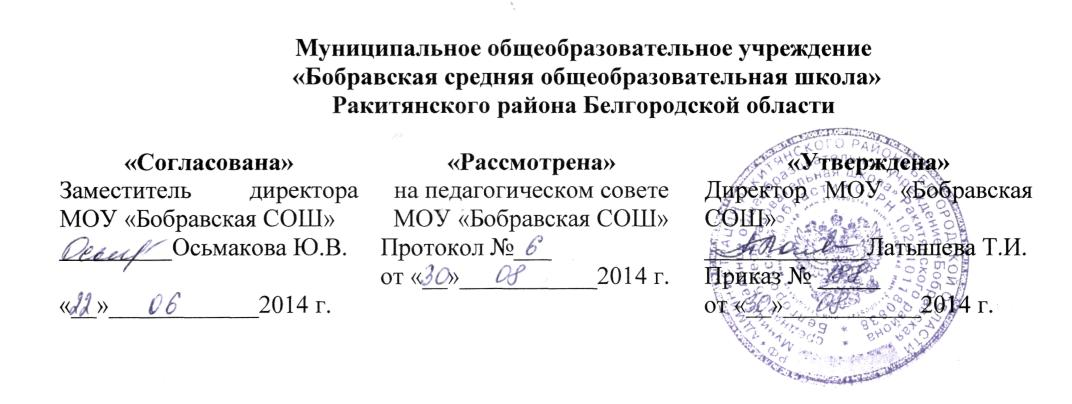 Муниципальное общеобразовательное учреждение
«Бобравская средняя общеобразовательная школа»
Ракитянского района Белгородской области
«Согласована»
Заместитель директора
МОУ «Бобравская СОШ»
Осьмакова Ю.В.
«22» 06 2014 г.
«Рассмотрена»
на педагогическом совете
МОУ «Бобравская СОШ»
Протокол № 6
от «30» 08 2014 г.
«Утверждена»
Директор МОУ «Бобравская
СОШ»
Латышева Т.И.
Приказ №
от «30» 08 2014 г.